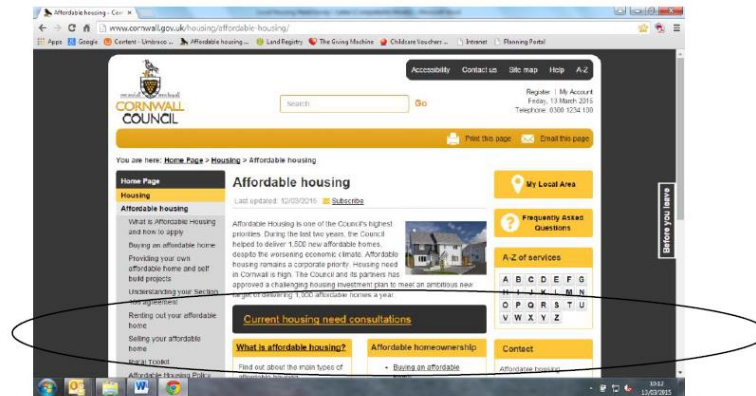 Affordable housing - Corn
www.cornwall.gov.uk/housing/affordable-housing/
Apps Google Content - Umbraco ... Affordable housing ... Land Registry The Giving Machine Childcare Vouchers ... Intranet Planning Portal
Accessibility Contact us Site map Help A-Z
CORNWALL
COUNCIL
Search Go
Register | My Account
Friday, 13 March 2015
Telephone: 0300 1234 100
Print this page Email this page
You are here: Home Page > Housing > Affordable housing
Home Page
Housing
Affordable housing
What is Affordable Housing
and how to apply
Buying an affordable home
Providing your own
affordable home and self
build projects
Understanding your Section
106 agreement
Renting out your affordable
home
Selling your affordable
home
Rural Toolkit
Affordable Housing Policy
Affordable housing
Last updated: 12/03/2015 Subscribe
Affordable Housing is one of the Council's highest
priorities. During the last two years, the Council
helped to deliver 1,500 new affordable homes,
despite the worsening economic climate. Affordable
housing remains a corporate priority. Housing need
in Cornwall is high. The Council and its partners has
approved a challenging housing investment plan to meet an ambitious new
target of delivering 1,000 affordable homes a year.
Current housing need consultations
What is affordable housing?
Find out about the main types of
Affordable homeownership
Buying an affordable
My Local Area
Frequently Asked
Questions
A-Z of services
A B C D E F G
H I J K L M N
O P Q R S T U
V W X Y Z
Contact
Affordable housing
Before you leave
10:02
13/03/2015